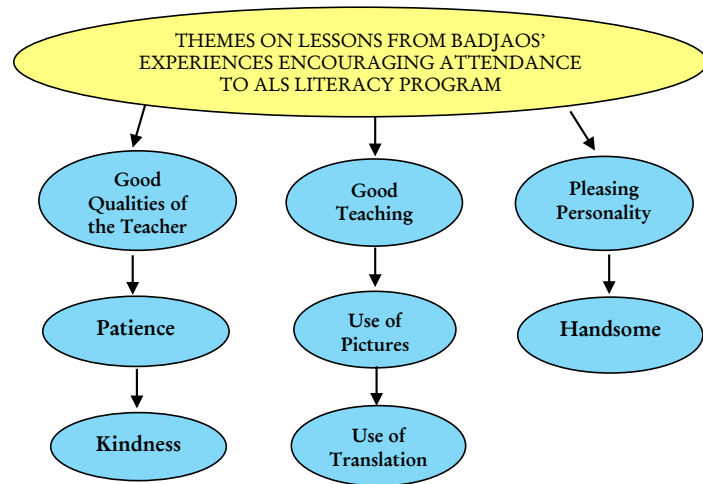 THEMES ON LESSONS FROM BADJAOS’
EXPERIENCES ENCOURAGING ATTENDANCE
TO ALS LITERACY PROGRAM
Good
Qualities of
the Teacher
Good
Teaching
Pleasing
Personality
Patience
Use of
Pictures
Handsome
Kindness
Use of
Translation